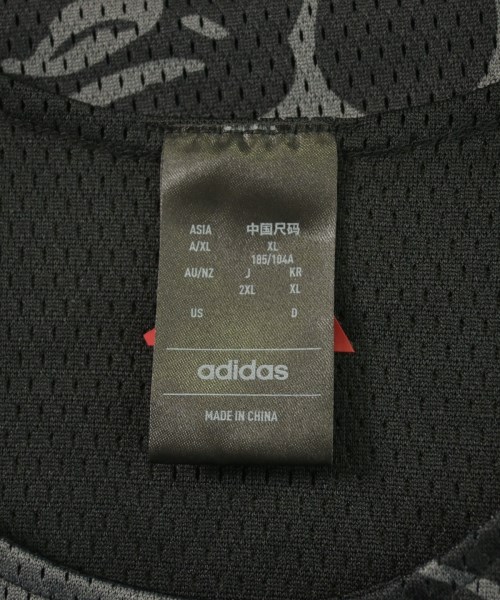 ASIA 中国尺码
A/XL XL
185/104A
AU/NZ J KR
2XL XL
US D
adidas
MADE IN CHINA